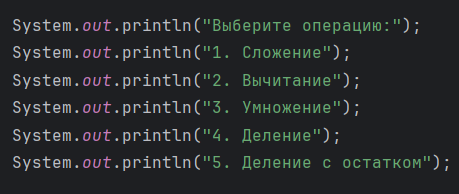 System.out.println("Выберите операцию:");
System.out.println("1. Сложение");
System.out.println("2. Вычитание");
System.out.println("3. Умножение");
System.out.println("4. Деление");
System.out.println("5. Деление с остатком");